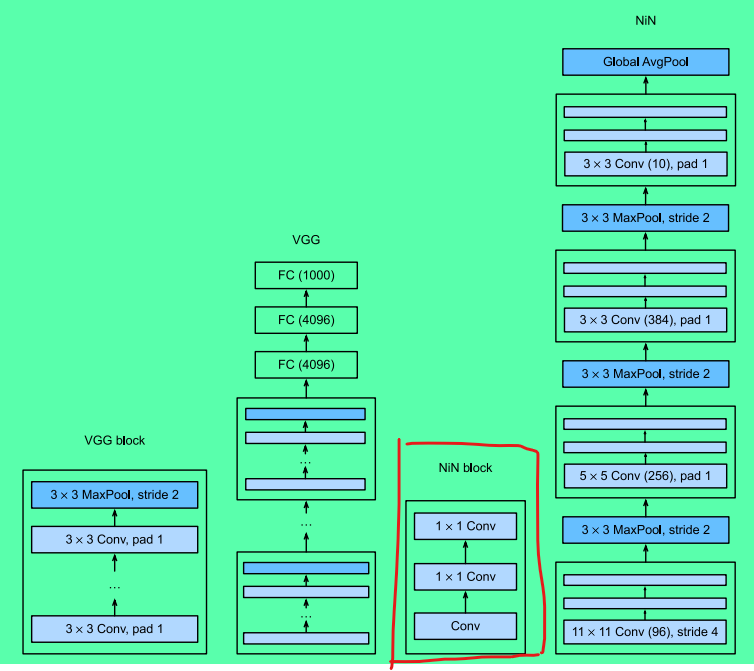 VGG block
3 × 3 MaxPool, stride 2
3 × 3 Conv, pad 1
...
3 × 3 Conv, pad 1
VGG
FC (1000)
FC (4096)
FC (4096)
...
...
...
NiN block
1 × 1 Conv
1 × 1 Conv
Conv
NiN
Global AvgPool
3 × 3 Conv (10), pad 1
3 × 3 MaxPool, stride 2
3 × 3 Conv (384), pad 1
3 × 3 MaxPool, stride 2
5 × 5 Conv (256), pad 1
3 × 3 MaxPool, stride 2
11 × 11 Conv (96), stride 4